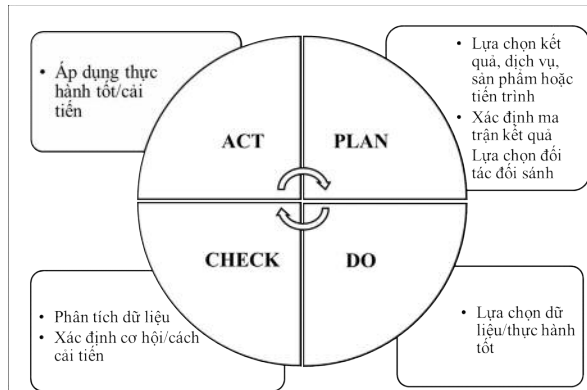 • Áp dụng thực
hành tốt/cải
tiến
ACT
PLAN
• Lựa chọn kết
quả, dịch vụ,
sản phẩm hoặc
tiến trình
• Xác định ma
trận kết quả
Lựa chọn đối
tác đối sánh
CHECK
DO
• Phân tích dữ liệu
• Xác định cơ hội/cách
cải tiến
• Lựa chọn dữ
liệu/thực hành
tốt